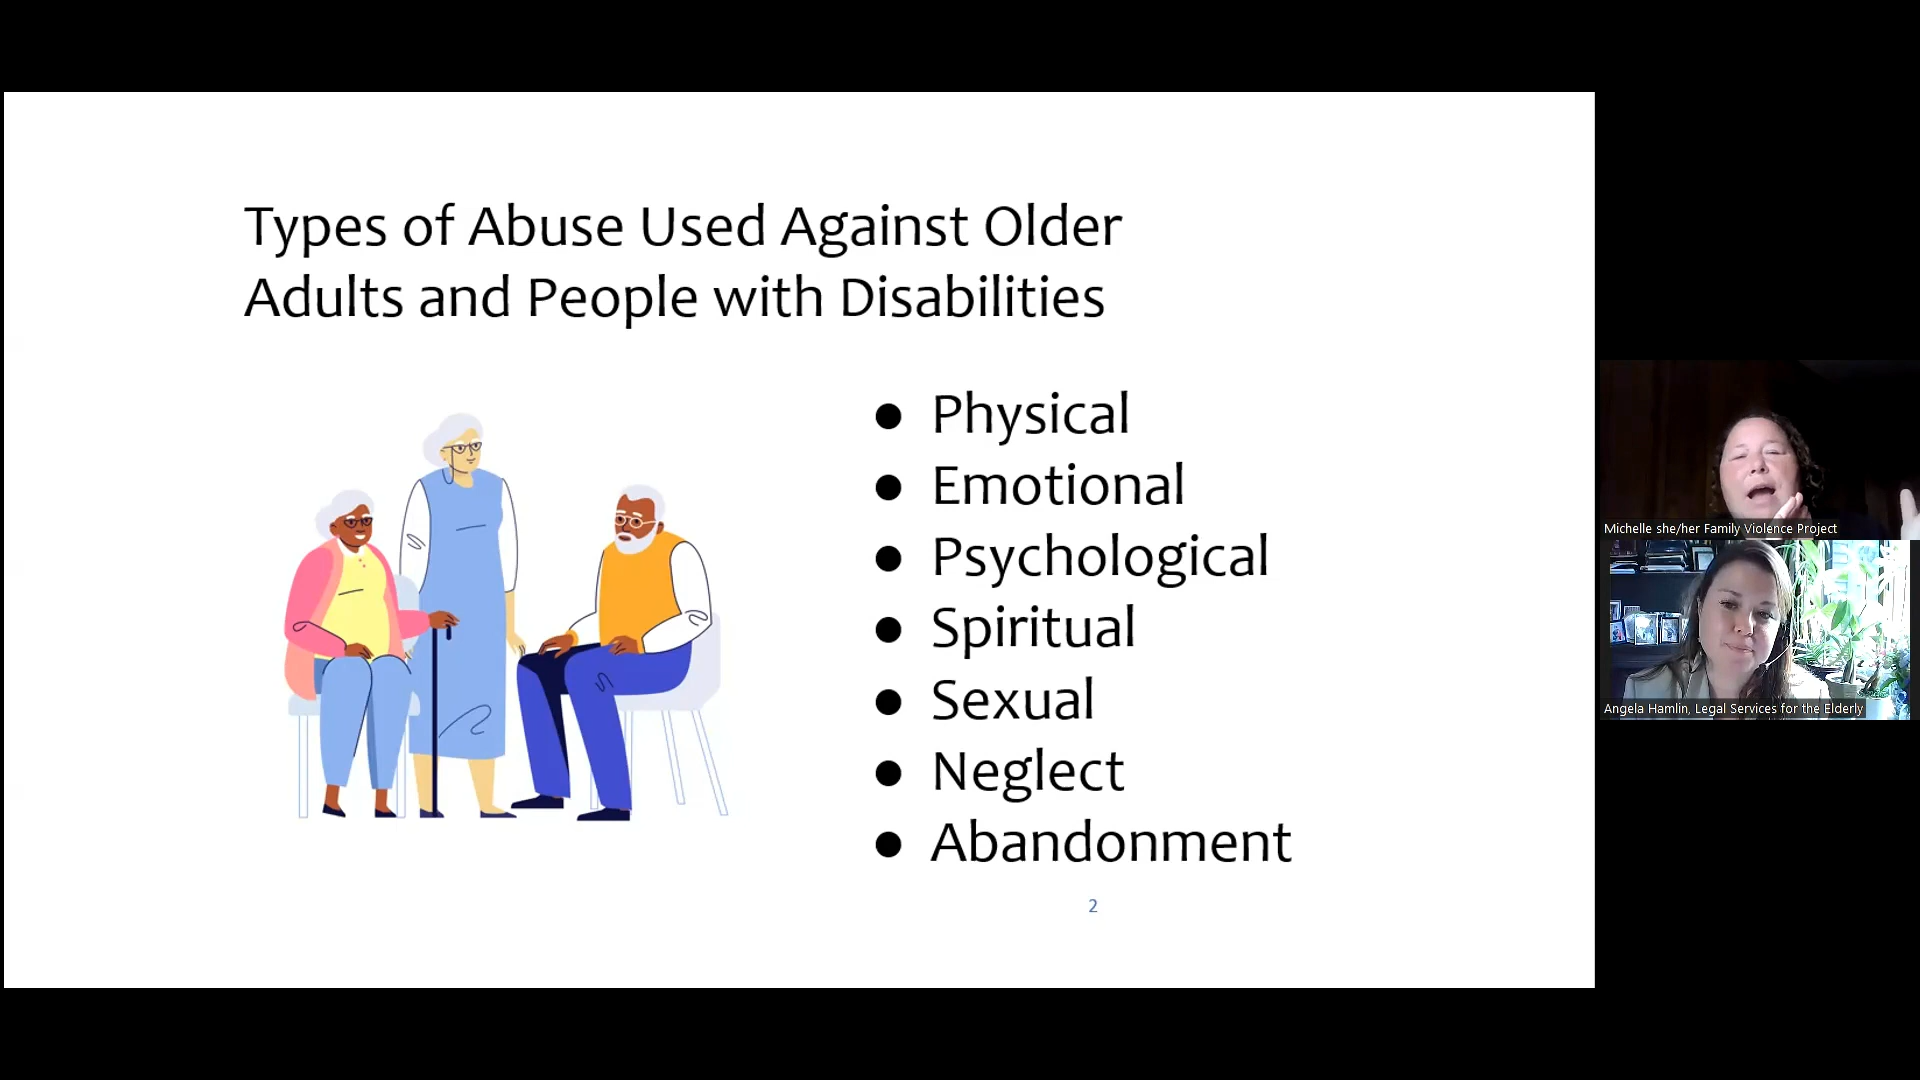 Types of Abuse Used Against Older
Adults and People with Disabilities
● Physical
● Emotional
● Psychological
● Spiritual
● Sexual
● Neglect
● Abandonment
2
Michelle she/her Family Violence Project
Angela Hamlin, Legal Services for the Elderly